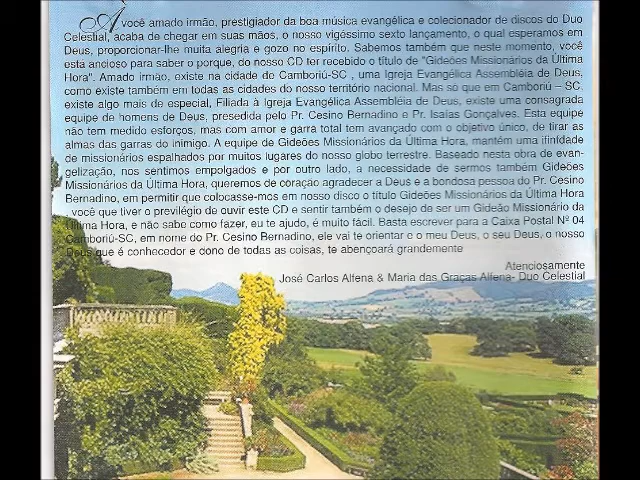 À você amado irmão, prestigiador da boa música evangélica e colecionador de discos do Duo
Celestial, acaba de chegar em suas mãos, o nosso vigéssimo sexto lançamento, o qual esperamos em
Deus, proporcionar-lhe muita alegria e gozo no espírito. Sabemos também que neste momento, você
esta ancioso para saber o porque, do nosso CD ter recebido o título de "Gideões Missionários da Última
Hora". Amado irmão, existe na cidade de Camboriú-SC , uma Igreja Evangélica Assembléia de Deus,
como existe também em todas as cidades do nosso território nacional. Mas só que em Camboriú – SC.
existe algo mais de especial, Filiada à Igreja Evangélica Assembléia de Deus, existe uma consagrada
equipe de homens de Deus, presedida pelo Pr. Cesino Bernadino e Pr. Isaías Gonçalves. Esta equipe
não tem medido esforços, mas com amor e garra total tem avançado com o objetivo único, de tirar as
almas das garras do inimigo. A equipe de Gideões Missionários da Última Hora, mantém uma ifinfdade
de missionários espalhados por muitos lugares do nosso globo terrestre. Baseado nesta obra de evan-
gelização, nos sentimos empolgados e por outro lado, a necessidade de sermos também Gideões
Missionários da Última Hora, queremos de coração agradecer a Deus e a bondosa pessoa do Pr. Cesino
Bernadino, em permitir que colocasse-mos em nosso disco o título Gideões Missionários da Última Hora
, você que tiver o previlégio de ouvir este CD e sentir também o desejo de ser um Gideão Missionário da
Última Hora, e não sabe como fazer, eu te ajudo, é muito fácil. Basta escrever para a Caixa Postal Nº 04
Camboriú-SC, em nome do Pr. Cesino Bernadino, ele vai te orientar e o meu Deus, o seu Deus, o nosso
Deus que é conhecedor e dono de todas as coisas, te abençoará grandemente
Atenciosamente
José Carlos Alfena & Maria das Graças Alfena- Duo Celestial